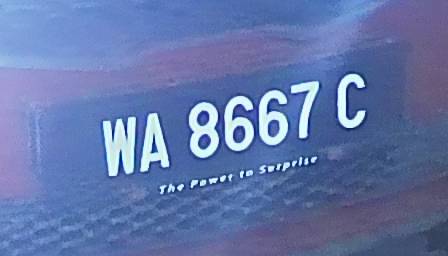 WA 8667 C
The Power to Surprise